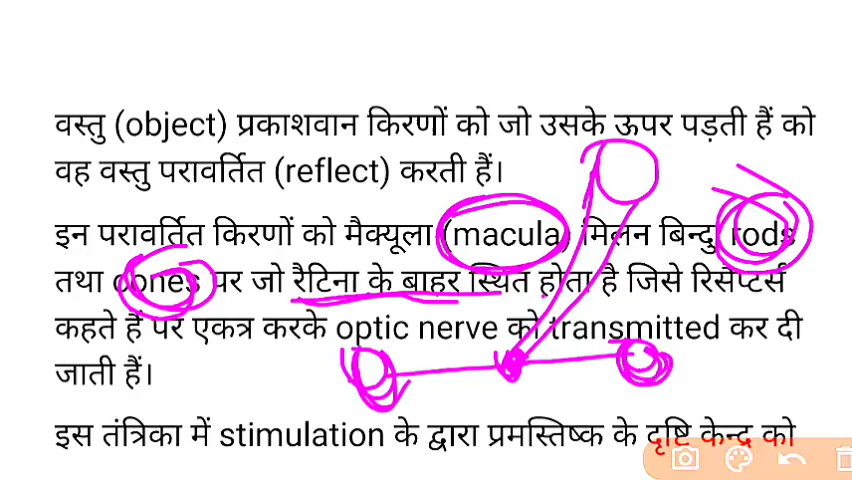 वस्तु (object) प्रकाशवान किरणों को जो उसके ऊपर पड़ती हैं को
वह वस्तु परावर्तित (reflect) करती हैं।
इन परावर्तित किरणों को मैक्यूला (macula) मिलन बिन्दु rods
तथा cones पर जो रैटिना के बाहर स्थित होता है जिसे रिसैप्टर्स
कहते हैं पर एकत्र करके optic nerve को transmitted कर दी
जाती हैं।
इस तंत्रिका में stimulation के द्वारा प्रमस्तिष्क के दृष्टि केन्द्र को